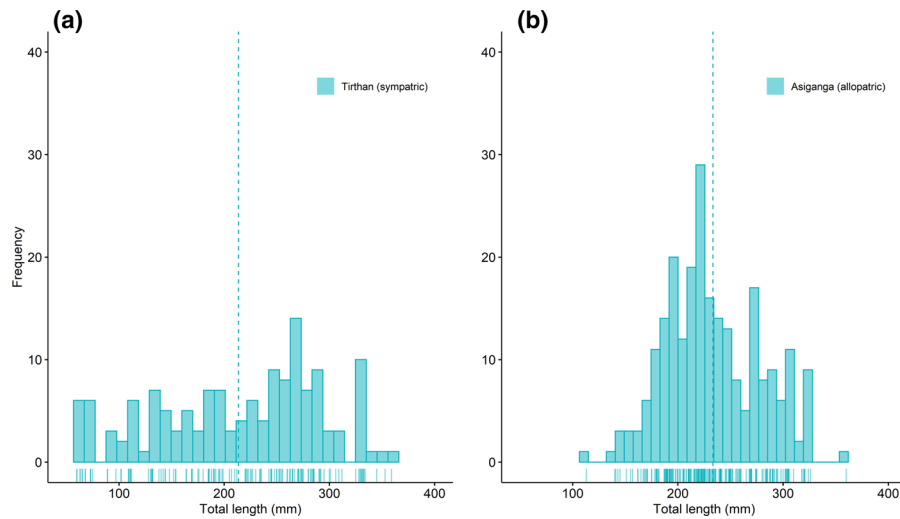 (a)
40
30
20
10
0
Frequency
Tirthan (sympatric)
100
200
300
400
Total length (mm)
(b)
40
30
20
10
0
Asiganga (allopatric)
100
200
300
400
Total length (mm)